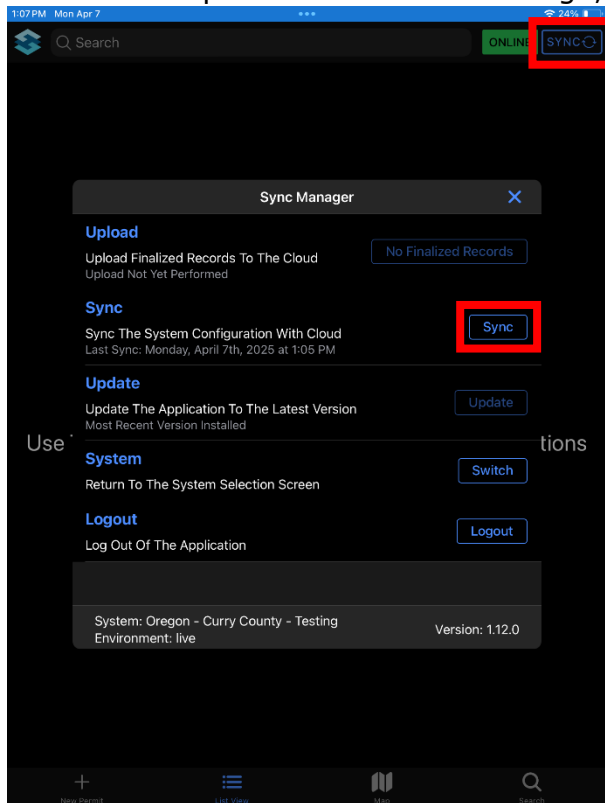 1:07 PM Mon Apr 7
24%
Search
ONLINE
SYNC
Sync Manager
Upload
Upload Finalized Records To The Cloud
Upload Not Yet Performed
No Finalized Records
Sync
Sync The System Configuration With Cloud
Last Sync: Monday, April 7th, 2025 at 1:05 PM
Sync
Update
Update The Application To The Latest Version
Most Recent Version Installed
Update
Use
tions
System
Return To The System Selection Screen
Switch
Logout
Log Out Of The Application
Logout
System: Oregon - Curry County - Testing
Environment: live
Version: 1.12.0
New Permit
List View
Map
Search